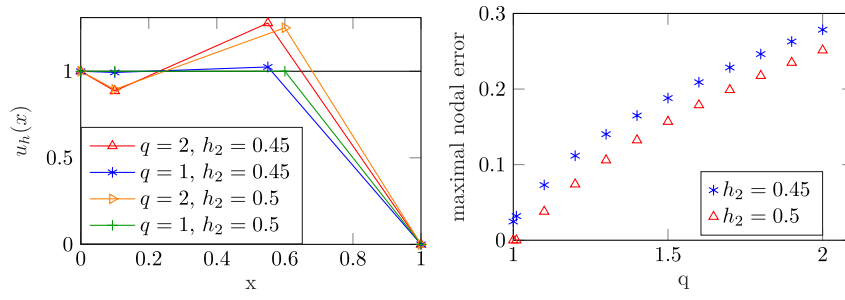 1
0.5
0
0 0.2 0.4 0.6 0.8 1
x
u_h(x)
q = 2, h_2 = 0.45
q = 1, h_2 = 0.45
q = 2, h_2 = 0.5
q = 1, h_2 = 0.5
0.3
0.2
0.1
0
1 1.5 2
q
maximal nodal error
h_2 = 0.45
h_2 = 0.5